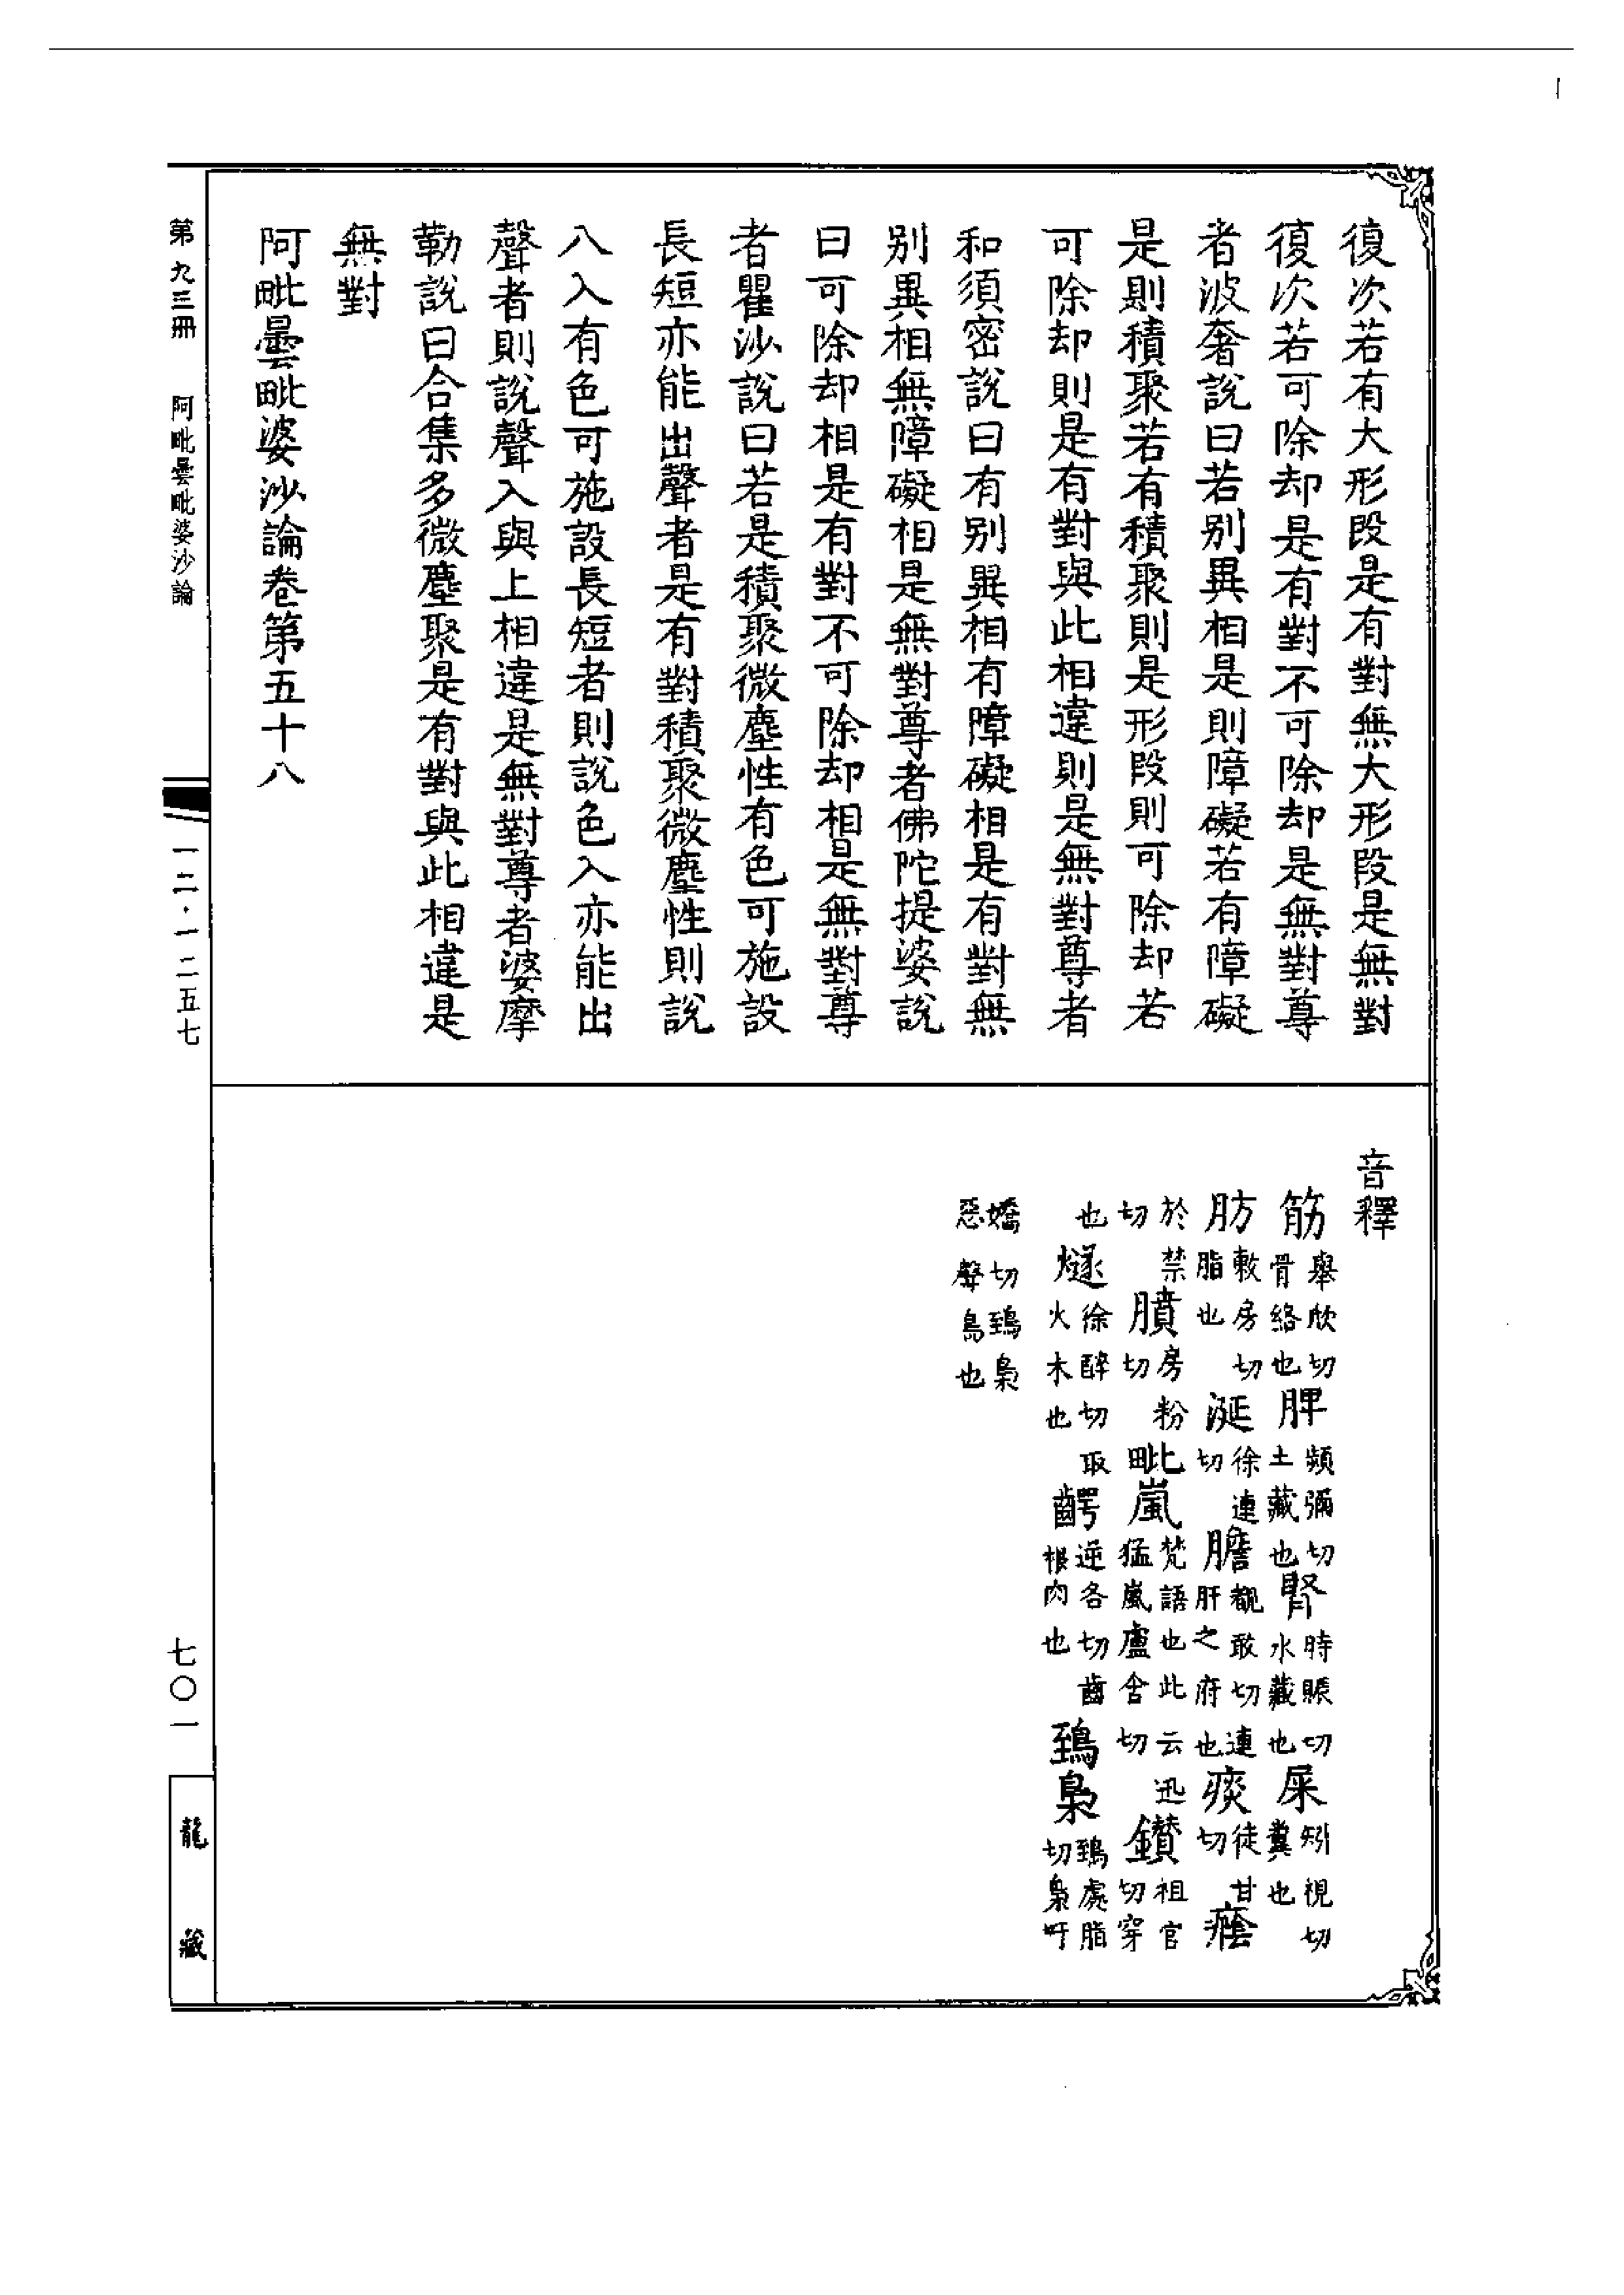 復次若有大形段是有對無大形段是無對
復次若可除却是有對不可除却是無對尊
者波奢說曰若別異相是則障礙若有障礙
是則積聚若有積聚則是形段則可除却若
可除却則是有對與此相違則是無對尊者
和須密說曰有別異相有障礙相是有對無
別異相無障礙相是無對尊者佛陀提婆說
曰可除却相是有對不可除却相是無對尊
者瞿沙說曰若是積聚微塵性有色可施設
長短亦能出聲者是有對積聚微塵性則說
八入有色可施設長短者則說色入亦能出
聲者則說聲入與上相違是無對尊者婆摩
勒說曰合集多微塵聚是有對與此相違是
無對
阿毗曇毗婆沙論卷第五十八
音釋
筋舉欣切骨絡也脾頻彌切土藏也腎時賑切水藏也屎矧視切糞也
肪敷房切脂也涎徐連切膽覩敢切連肝之府也痰徒甘切癊
於禁切膹房粉切毗嵐梵語也此云迅猛嵐盧含切鑽祖官切穿
也燧徐醉切取火木也齶逆各切齒根肉也鵄梟鵄處脂切梟吁
嬌切鵄梟惡聲鳥也
第九三冊 阿毗曇毗婆沙論
一二·一二五七
七〇一
龍藏